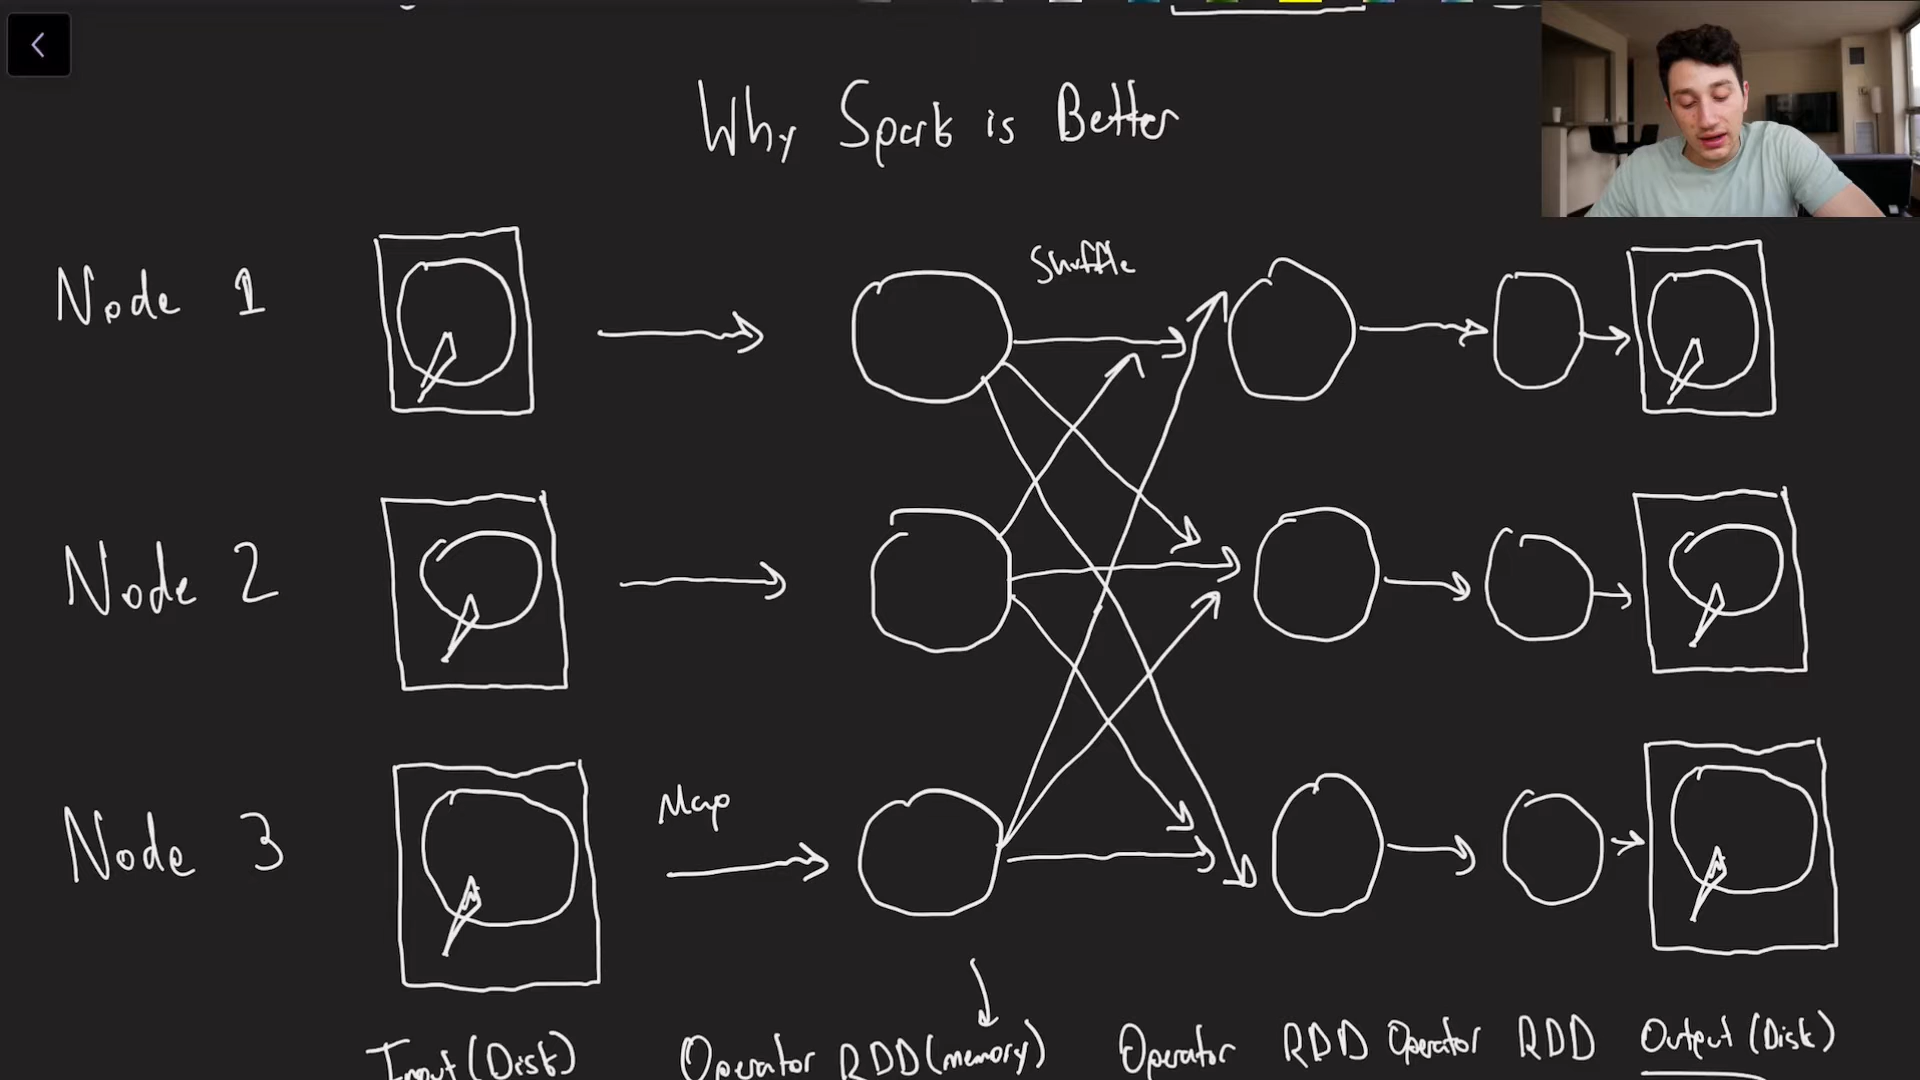 Why Spark is Better
Shuffle
Node 1
Node 2
Node 3
Map
Input (Disk) Operator RDD (memory) Operator RDD Operator RDD Output (Disk)